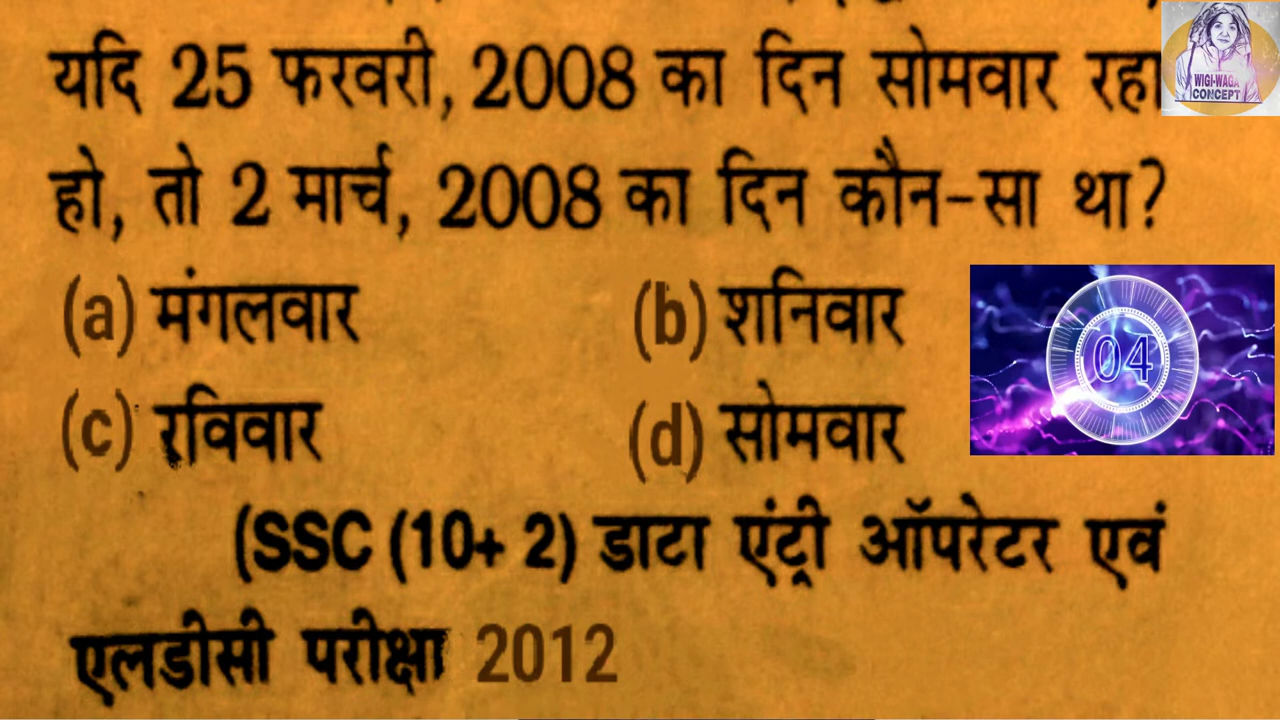 यदि 25 फरवरी, 2008 का दिन सोमवार रहा
हो, तो 2 मार्च, 2008 का दिन कौन-सा था?
(a) मंगलवार (b) शनिवार
(c) रविवार (d) सोमवार
(SSC (10+ 2) डाटा एंट्री ऑपरेटर एवं
एलडीसी परीक्षा 2012
WIGI-WAGA
CONCEPT
04